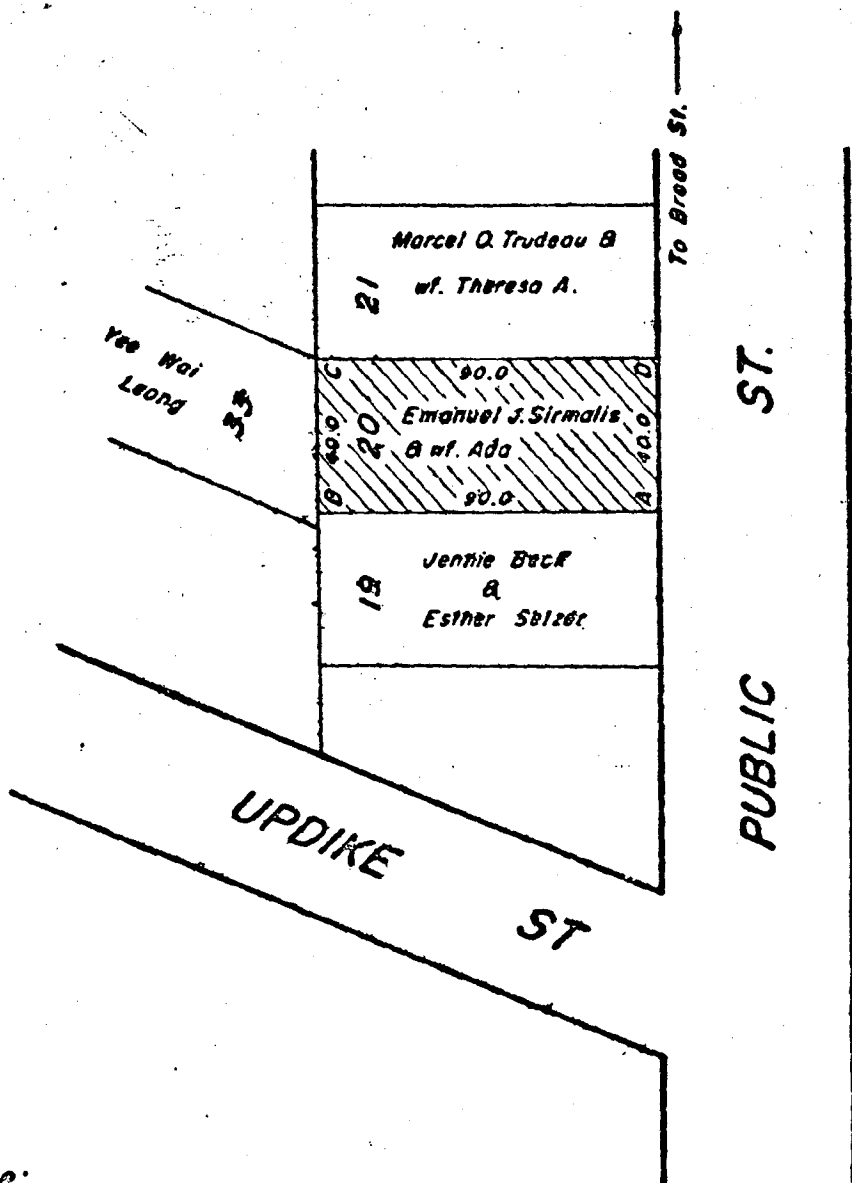 To Broad St.
Marcel O. Trudeau &
wf. Theresa A.
21
Yee Wai
Leong
C 90.0 D
40.0 20 Emanuel J. Sirmalis 40.0
& wf. Ada
B 90.0 A
19
Jennie Beck
&
Esther Selzer
PUBLIC ST.
UPDIKE ST